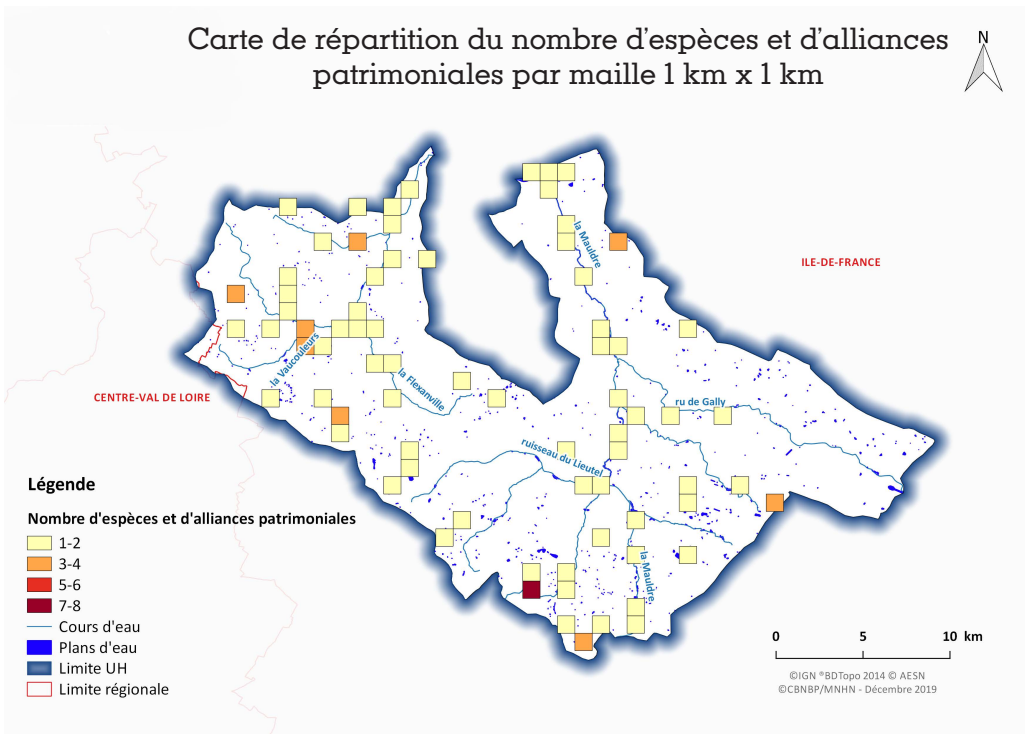 Carte de répartition du nombre d'espèces et d'alliances
patrimoniales par maille 1 km x 1 km
N
la Mauldre
ILE-DE-FRANCE
la Vaucouleurs
la Flexanville
CENTRE-VAL DE LOIRE
ru de Gally
ruisseau du Lieutel
la Mauldre
Légende
Nombre d'espèces et d'alliances patrimoniales
1-2
3-4
5-6
7-8
Cours d'eau
Plans d'eau
Limite UH
Limite régionale
0 5 10 km
©IGN ®BDTopo 2014 © AESN
©CBNBP/MNHN - Décembre 2019